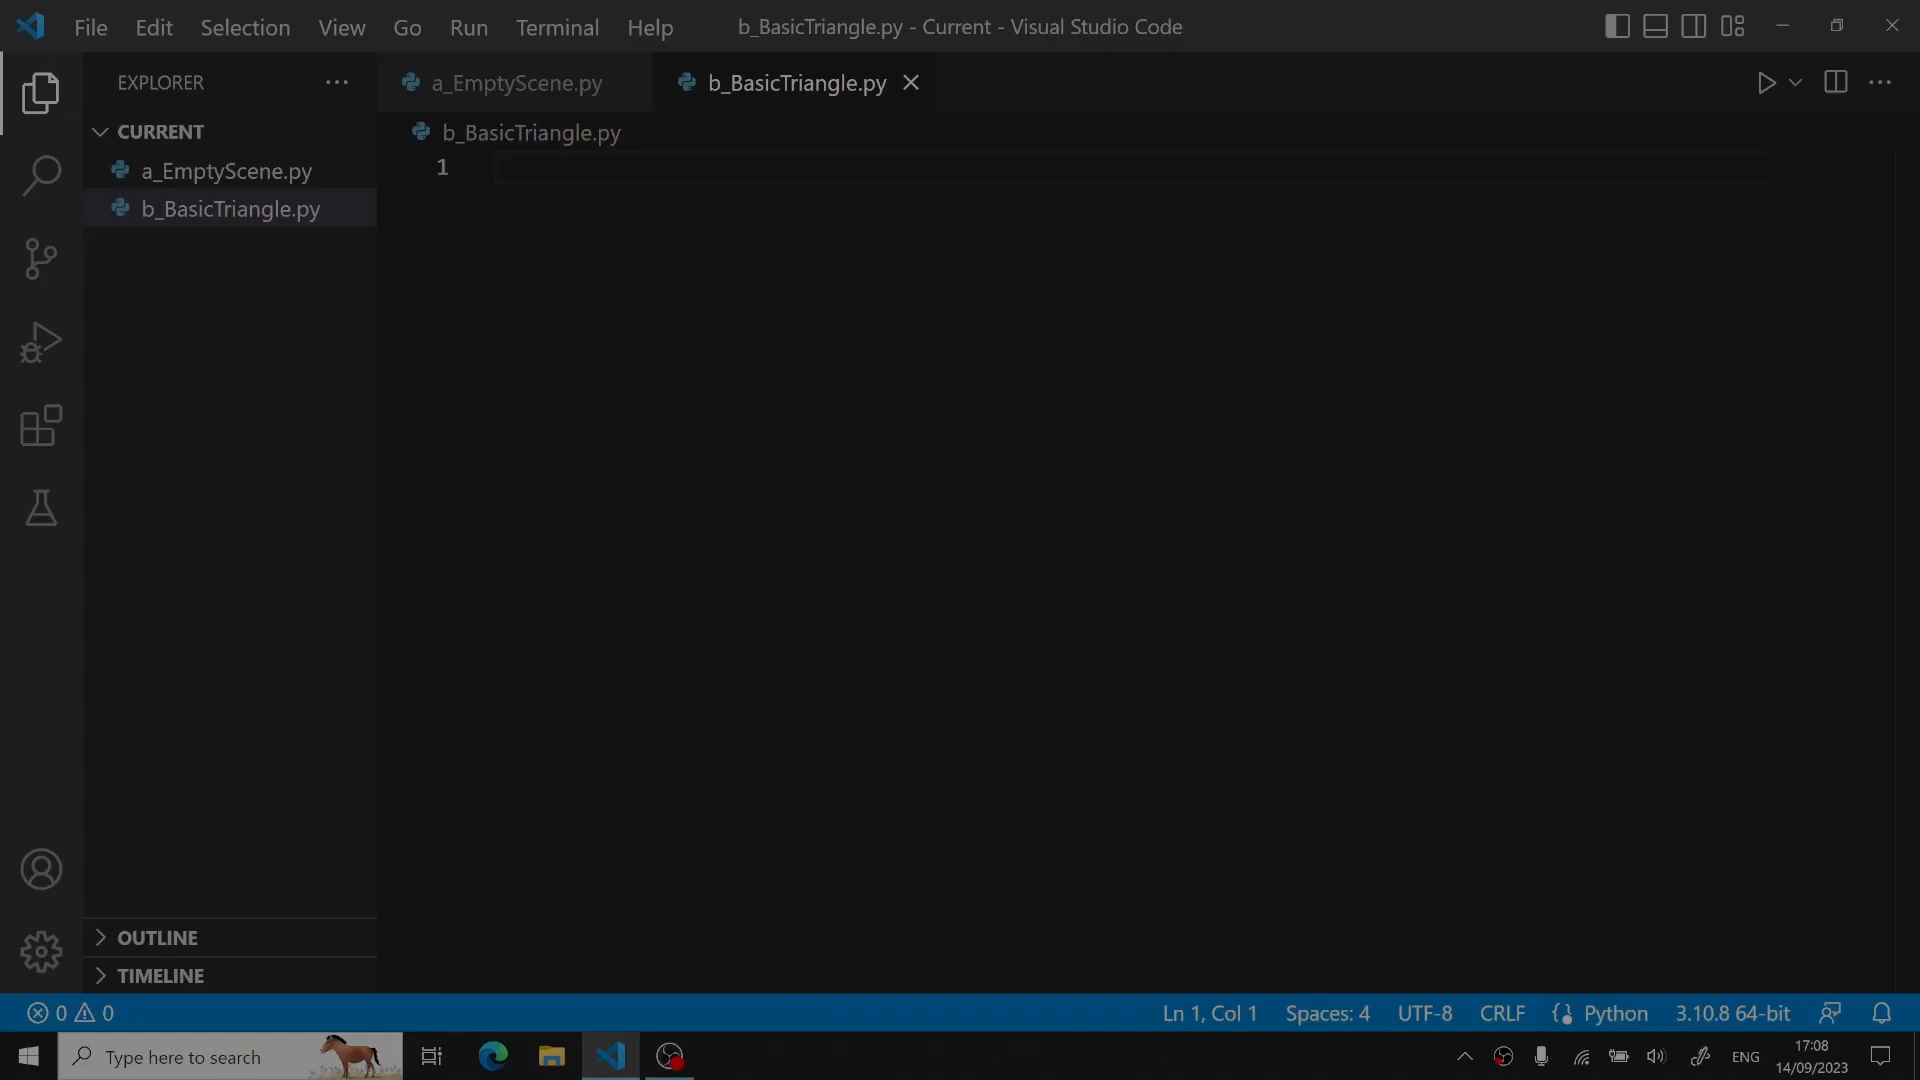 File Edit Selection View Go Run Terminal Help b_BasicTriangle.py - Current - Visual Studio Code
EXPLORER
a_EmptyScene.py
b_BasicTriangle.py
CURRENT
b_BasicTriangle.py
a_EmptyScene.py
1
b_BasicTriangle.py
OUTLINE
TIMELINE
0 0 Ln 1, Col 1 Spaces: 4 UTF-8 CRLF Python 3.10.8 64-bit
Type here to search
ENG
17:08
14/09/2023